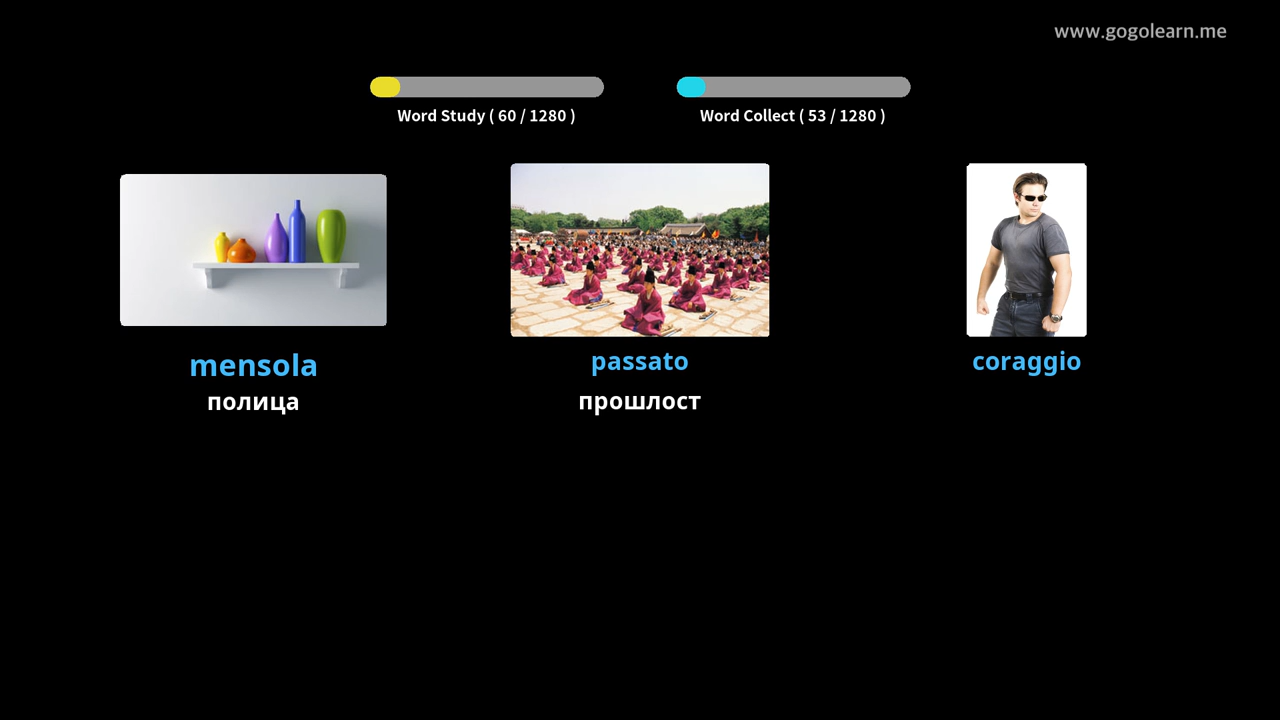 www.gogolearn.me
Word Study ( 60 / 1280 )
Word Collect ( 53 / 1280 )
mensola
полица
passato
прошлост
coraggio